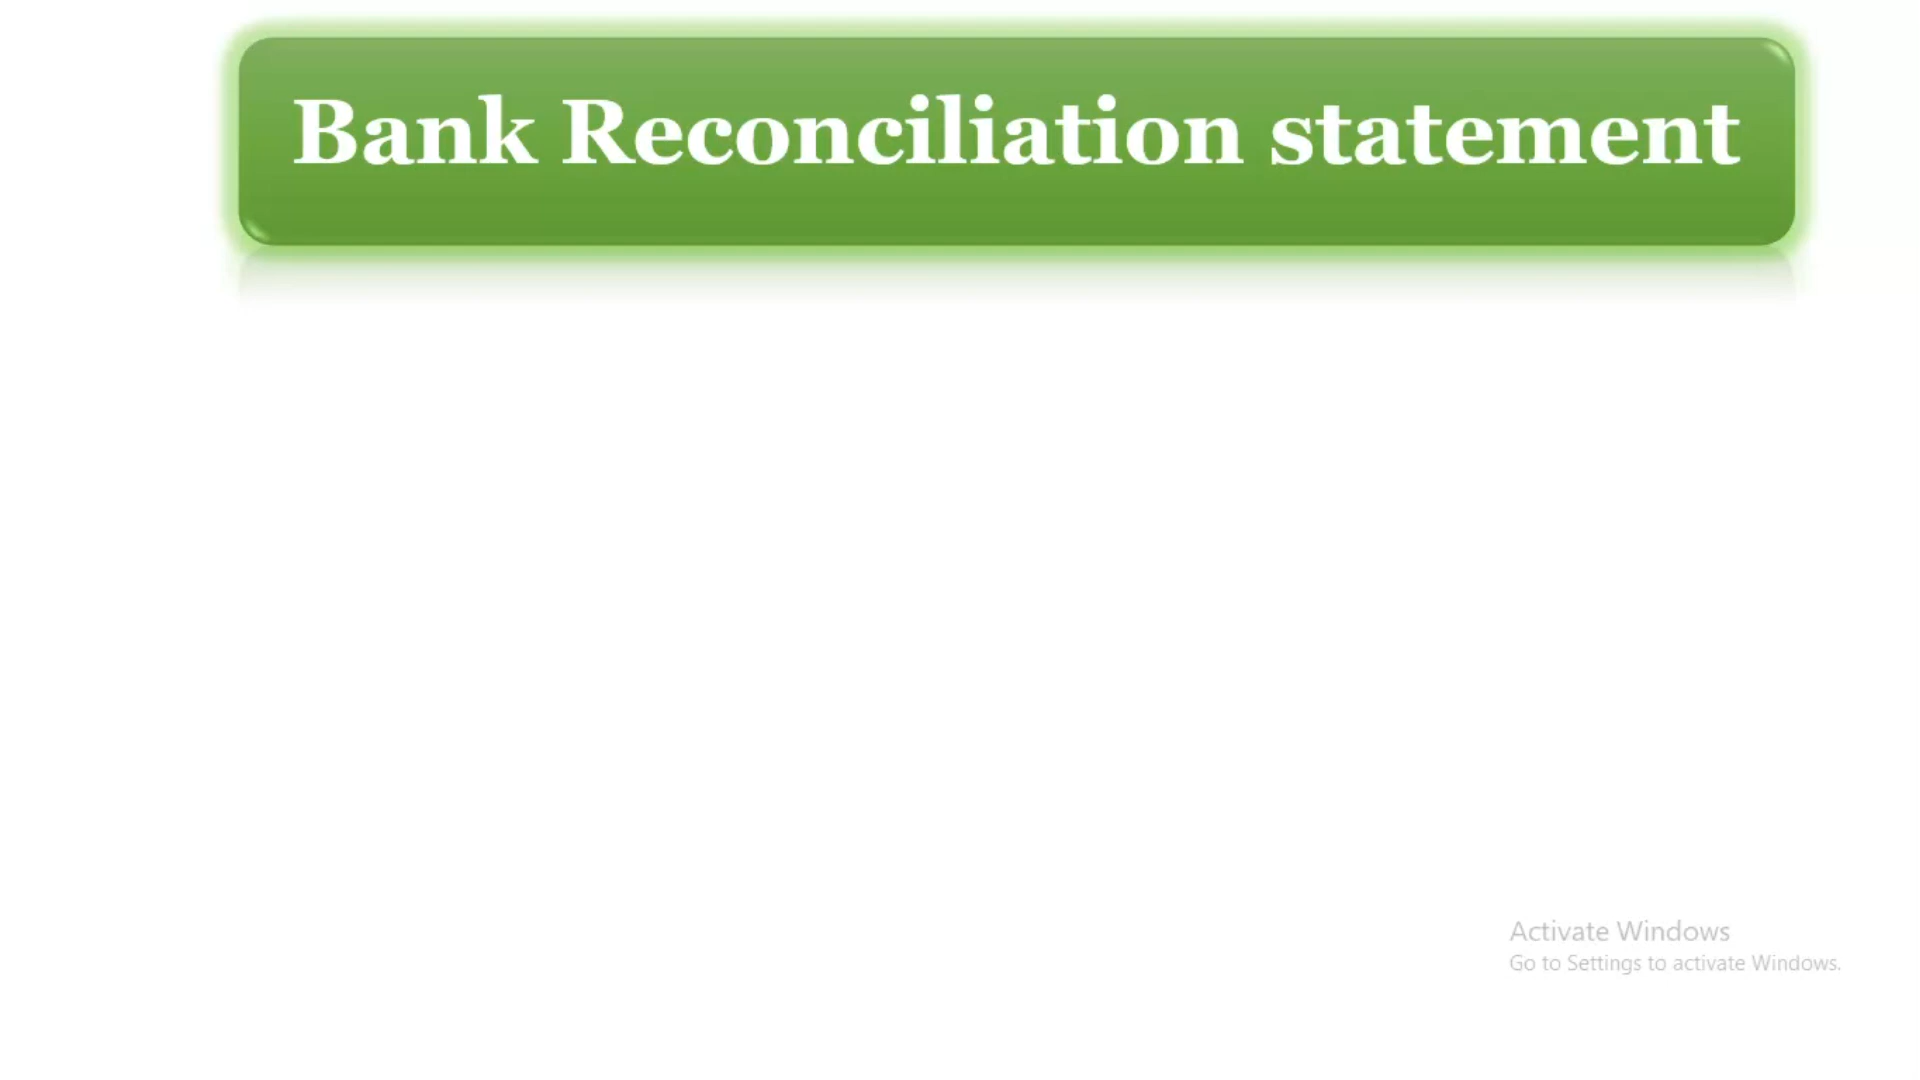 Bank Reconciliation statement
Activate Windows
Go to Settings to activate Windows.